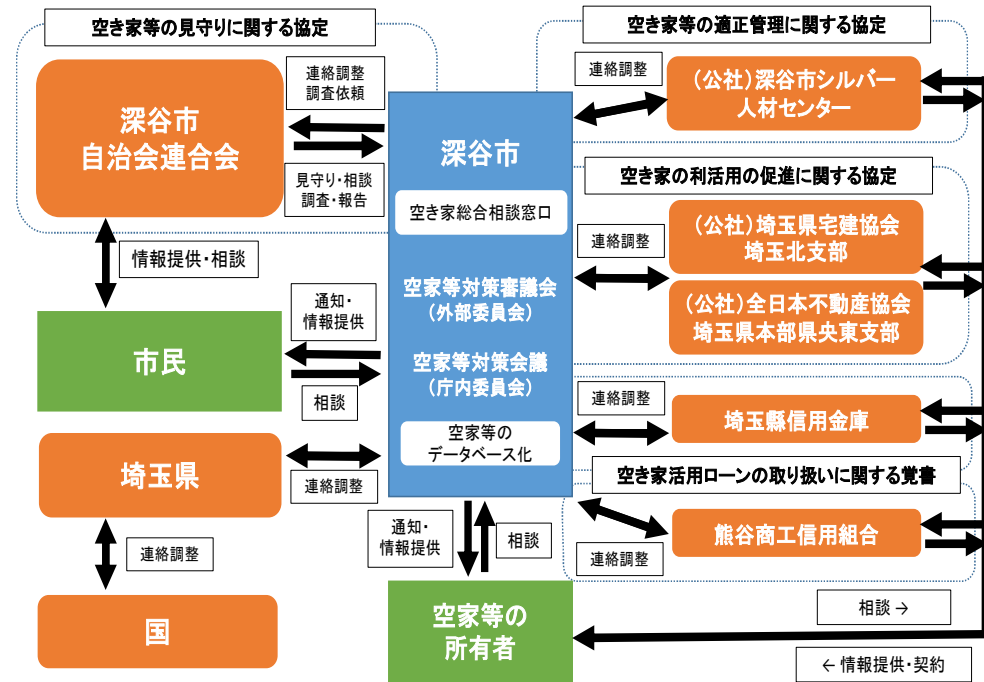 空き家等の見守りに関する協定
深谷市
自治会連合会
連絡調整
調査依頼
見守り・相談
調査・報告
情報提供・相談
市民
通知・
情報提供
相談
埼玉県
連絡調整
連絡調整
国
深谷市
空き家総合相談窓口
空家等対策審議会
（外部委員会）
空家等対策会議
（庁内委員会）
空家等の
データベース化
通知・
情報提供
相談
空家等の
所有者
空き家等の適正管理に関する協定
連絡調整
（公社）深谷市シルバー
人材センター
空き家の利活用の促進に関する協定
連絡調整
（公社）埼玉県宅建協会
埼玉北支部
（公社）全日本不動産協会
埼玉県本部県央東支部
連絡調整
埼玉縣信用金庫
空き家活用ローンの取り扱いに関する覚書
連絡調整
熊谷商工信用組合
相談 →
← 情報提供・契約